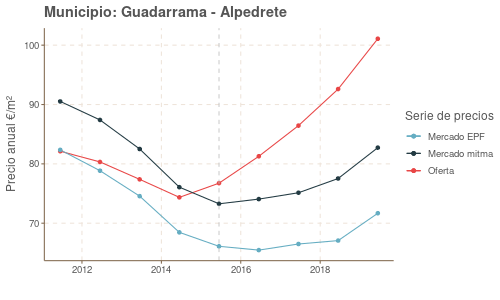 Municipio: Guadarrama - Alpedrete
Precio anual €/m²
100
90
80
70
2012
2014
2016
2018
Serie de precios
Mercado EPF
Mercado mitma
Oferta